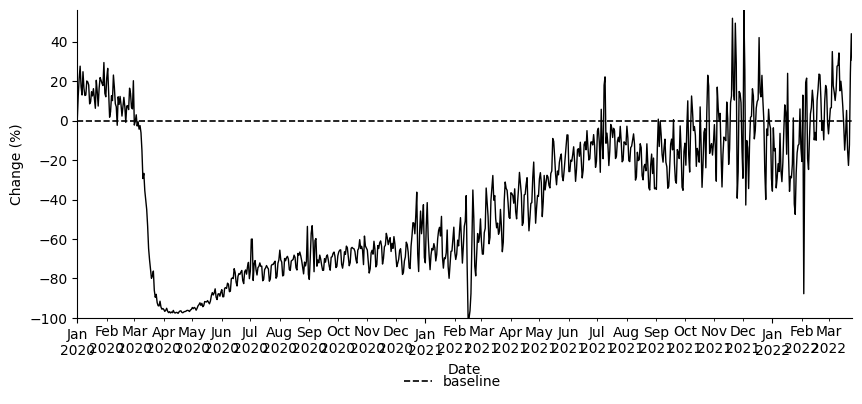 40
20
0
−20
−40
−60
−80
−100
Change (%)
Jan Feb Mar Apr May Jun Jul Aug Sep Oct Nov Dec Jan Feb Mar Apr May Jun Jul Aug Sep Oct Nov Dec Jan Feb Mar
2020 2020 2020 2020 2020 2020 2020 2020 2020 2020 2020 2020 2021 2021 2021 2021 2021 2021 2021 2021 2021 2021 2021 2021 2022 2022 2022
Date
baseline